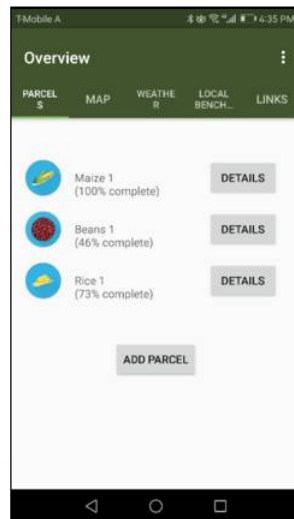 T-Mobile A 4:35 PM
Overview
PARCEL
S
MAP
WEATHE
R
LOCAL
BENCH...
LINKS
Maize 1
(100% complete)
DETAILS
Beans 1
(46% complete)
DETAILS
Rice 1
(73% complete)
DETAILS
ADD PARCEL